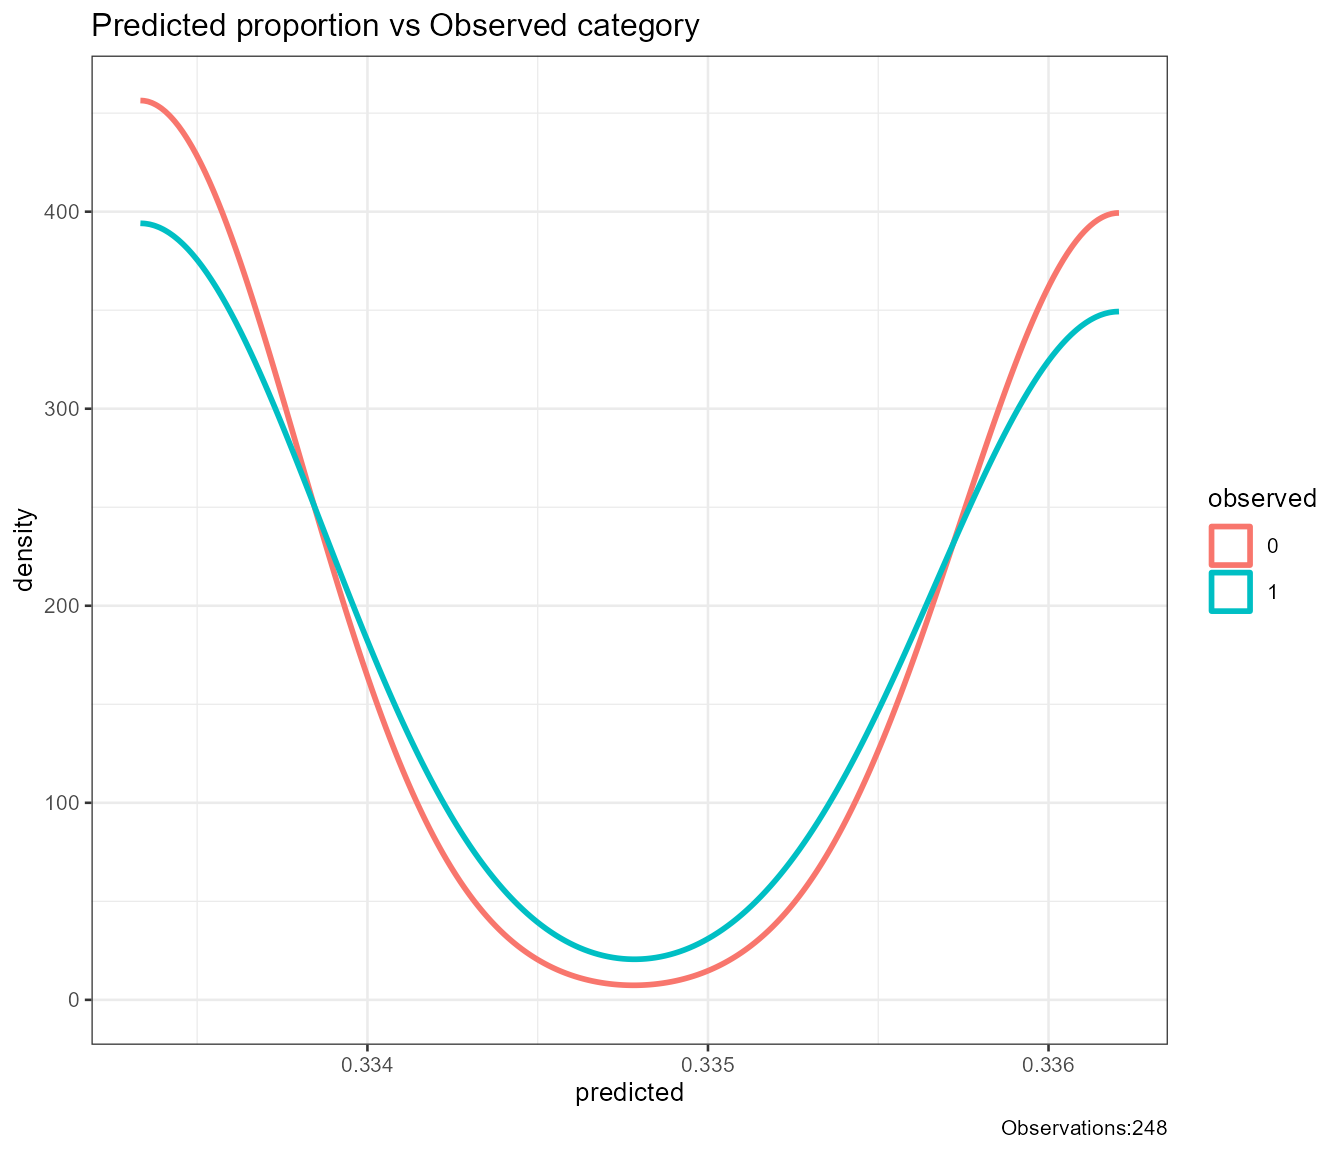 Predicted proportion vs Observed category
density
400
300
200
100
0
0.334
0.335
0.336
predicted
observed
0
1
Observations:248